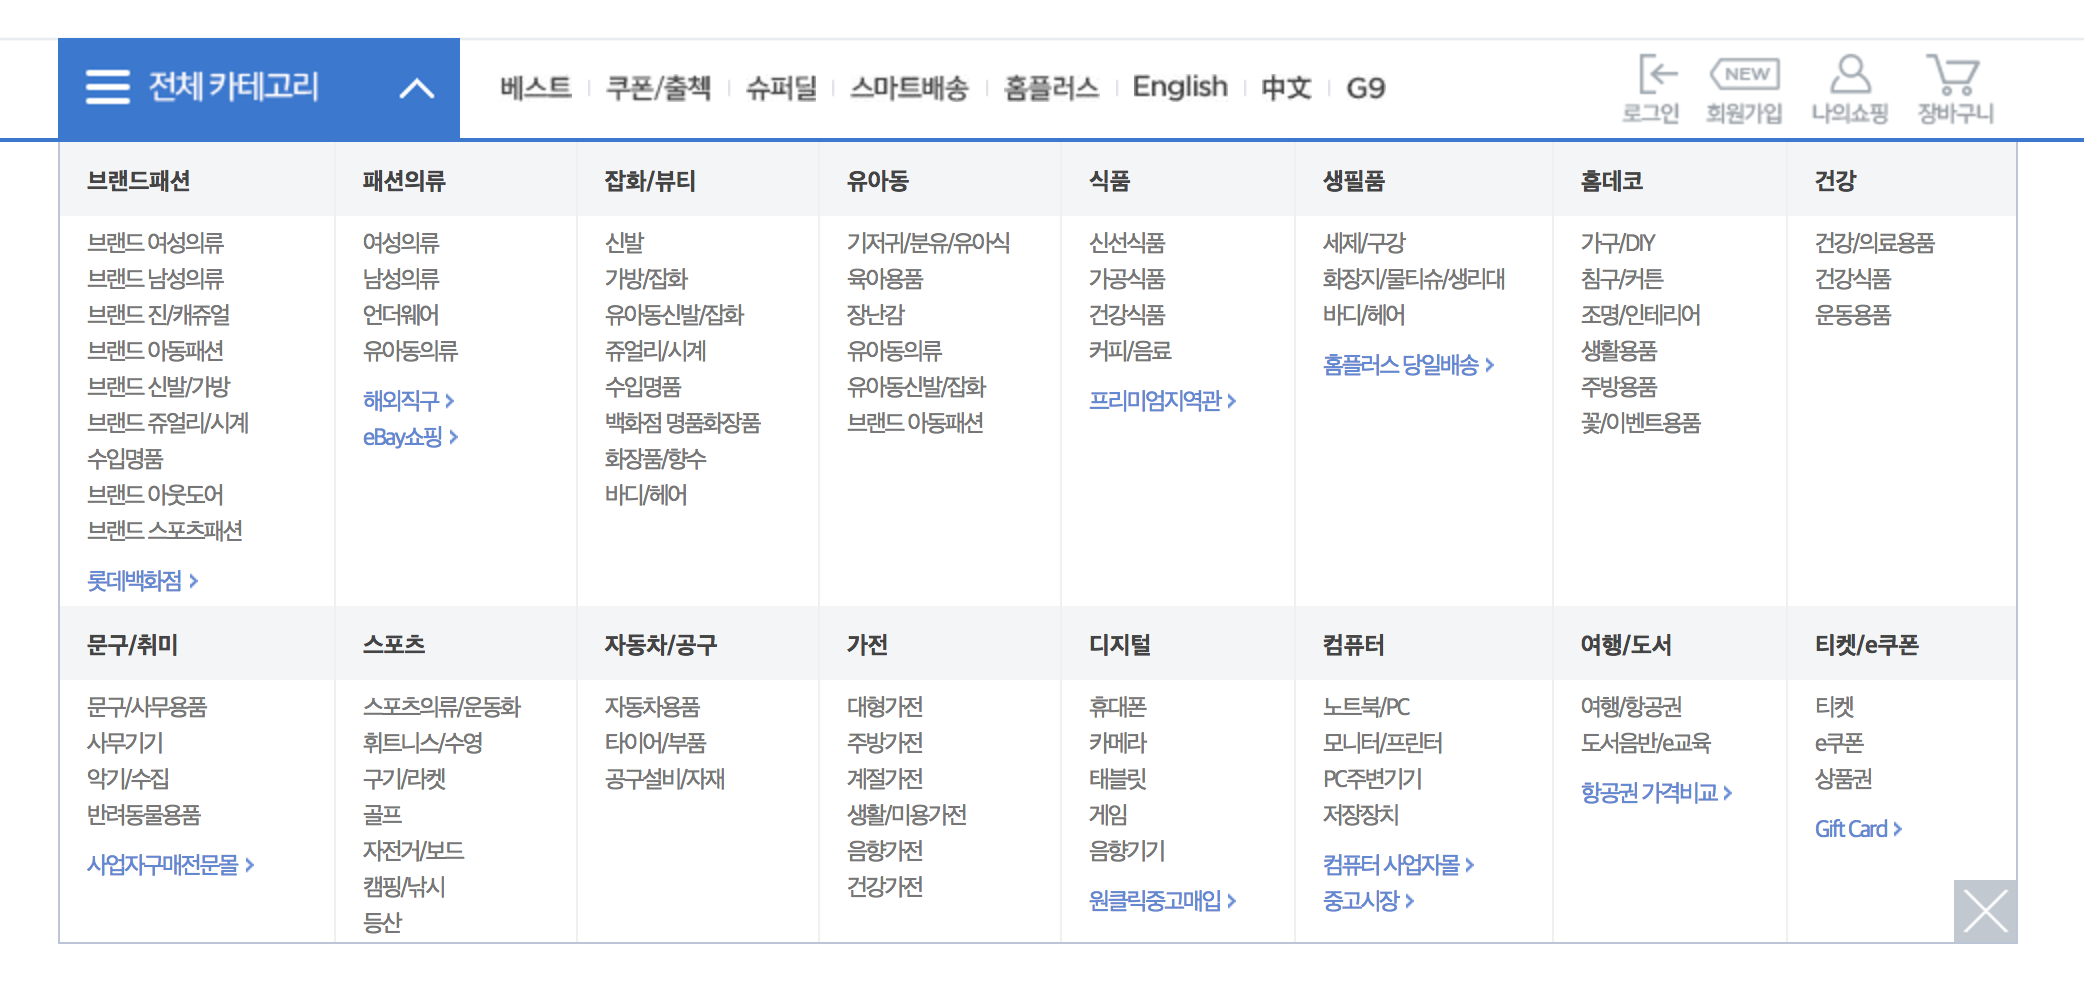 전체 카테고리
베스트
쿠폰/출첵
슈퍼딜
스마트배송
홈플러스
English
中文
G9
로그인
NEW
회원가입
나의쇼핑
장바구니
브랜드패션
브랜드 여성의류
브랜드 남성의류
브랜드 진/캐쥬얼
브랜드 아동패션
브랜드 신발/가방
브랜드 쥬얼리/시계
수입명품
브랜드 아웃도어
브랜드 스포츠패션
롯데백화점
패션의류
여성의류
남성의류
언더웨어
유아동의류
해외직구
eBay쇼핑
잡화/뷰티
신발
가방/잡화
유아동신발/잡화
쥬얼리/시계
수입명품
백화점 명품화장품
화장품/향수
바디/헤어
유아동
기저귀/분유/유아식
육아용품
장난감
유아동의류
유아동신발/잡화
브랜드 아동패션
식품
신선식품
가공식품
건강식품
커피/음료
프리미엄지역관
생필품
세제/구강
화장지/물티슈/생리대
바디/헤어
홈플러스 당일배송
홈데코
가구/DIY
침구/커튼
조명/인테리어
생활용품
주방용품
꽃/이벤트용품
건강
건강/의료용품
건강식품
운동용품
문구/취미
문구/사무용품
사무기기
악기/수집
반려동물용품
사업자구매전문몰
스포츠
스포츠의류/운동화
휘트니스/수영
구기/라켓
골프
자전거/보드
캠핑/낚시
등산
자동차/공구
자동차용품
타이어/부품
공구설비/자재
가전
대형가전
주방가전
계절가전
생활/미용가전
음향가전
건강가전
디지털
휴대폰
카메라
태블릿
게임
음향기기
원클릭중고매입
컴퓨터
노트북/PC
모니터/프린터
PC주변기기
저장장치
컴퓨터 사업자몰
중고시장
여행/도서
여행/항공권
도서음반/e교육
항공권 가격비교
티켓/e쿠폰
티켓
e쿠폰
상품권
Gift Card